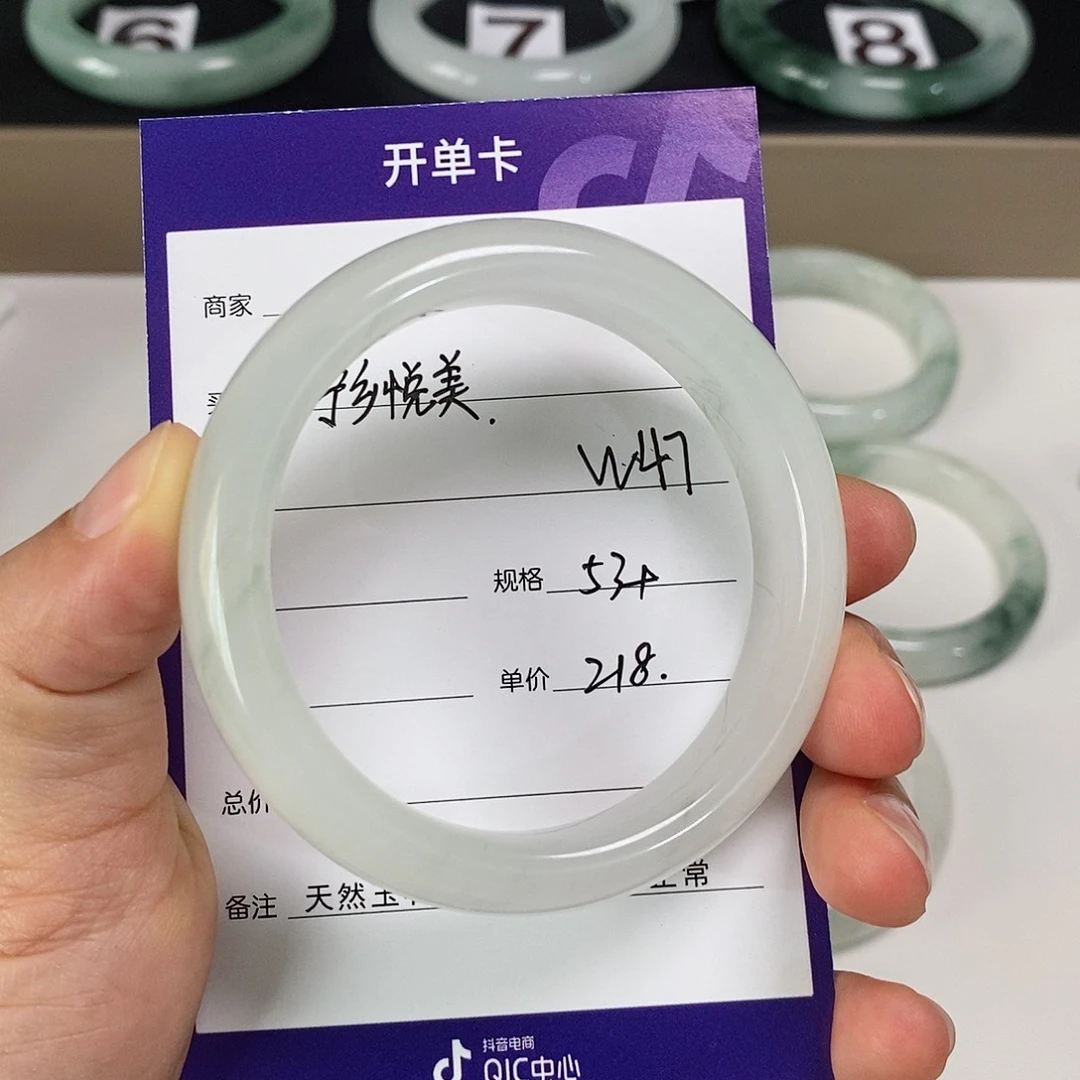 6 7 8
开单卡
商家
悦美.
W47
规格 53+
单价 218.
总价
备注 天然玉 正常
抖音电商
QIC中心